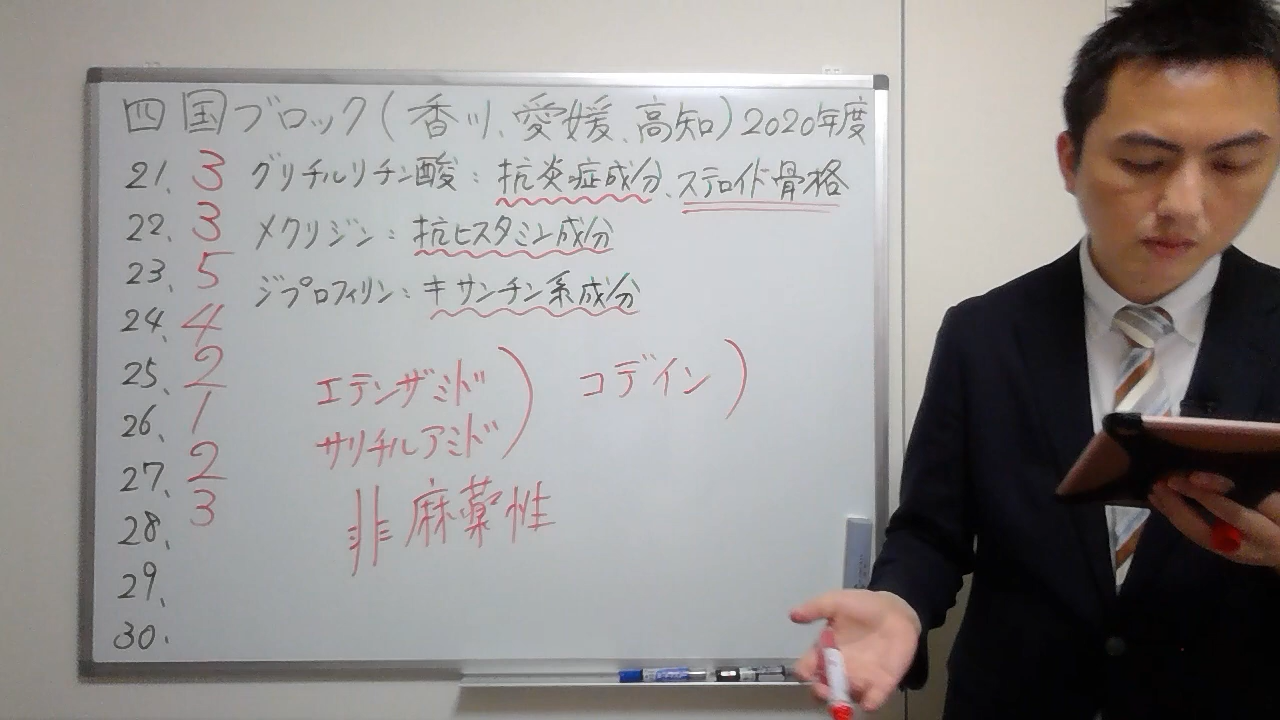 四国ブロック(香川、愛媛、高知)2020年度
21、3 グリチルリチン酸:抗炎症成分、ステロイド骨格
22、3 メクリジン:抗ヒスタミン成分
23、5 ジプロフィリン:キサンチン系成分
24、4
25、2 エテンザミド) コデイン)
26、1 サリチルアミド)
27、2
28、3 非麻薬性
29、
30.